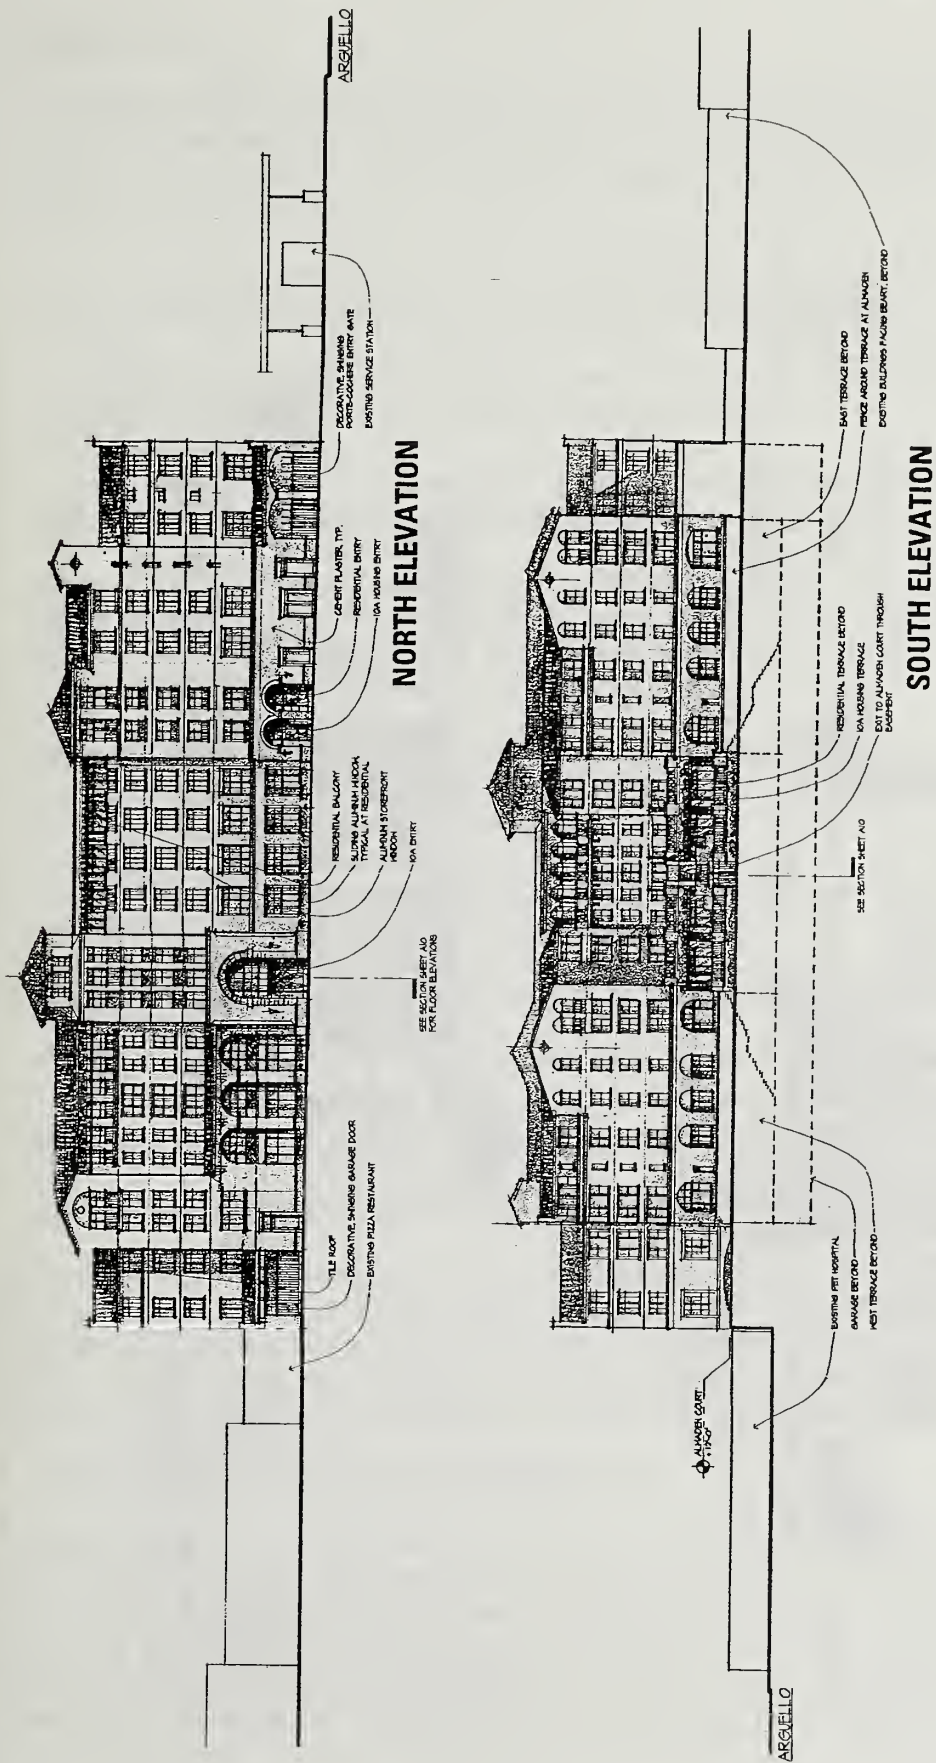 ARGUELLO
DECORATIVE, SWINGING
PORTE-COCHERE ENTRY GATE
EXISTING SERVICE STATION
CEMENT PLASTER, TYP.
RESIDENTIAL ENTRY
IOA HOUSING ENTRY
NORTH ELEVATION
RESIDENTIAL BALCONY
SLIDING ALUMINUM WINDOW,
TYPICAL AT RESIDENTIAL
ALUMINUM STOREFRONT
WINDOW
IOA ENTRY
SEE SECTION SHEET A10
FOR FLOOR ELEVATIONS
TILE ROOF
DECORATIVE, SWINGING GARAGE DOOR
EXISTING PIZZA RESTAURANT
EAST TERRACE BEYOND
FENCE AROUND TERRACE AT ALMADEN
EXISTING BUILDINGS FACING GEARY, BEYOND
SOUTH ELEVATION
RESIDENTIAL TERRACE BEYOND
IOA HOUSING TERRACE
EXIT TO ALMADEN COURT THROUGH
EASEMENT
SEE SECTION SHEET A10
EXISTING PET HOSPITAL
GARAGE BEYOND
WEST TERRACE BEYOND
ALMADEN COURT
ARGUELLO